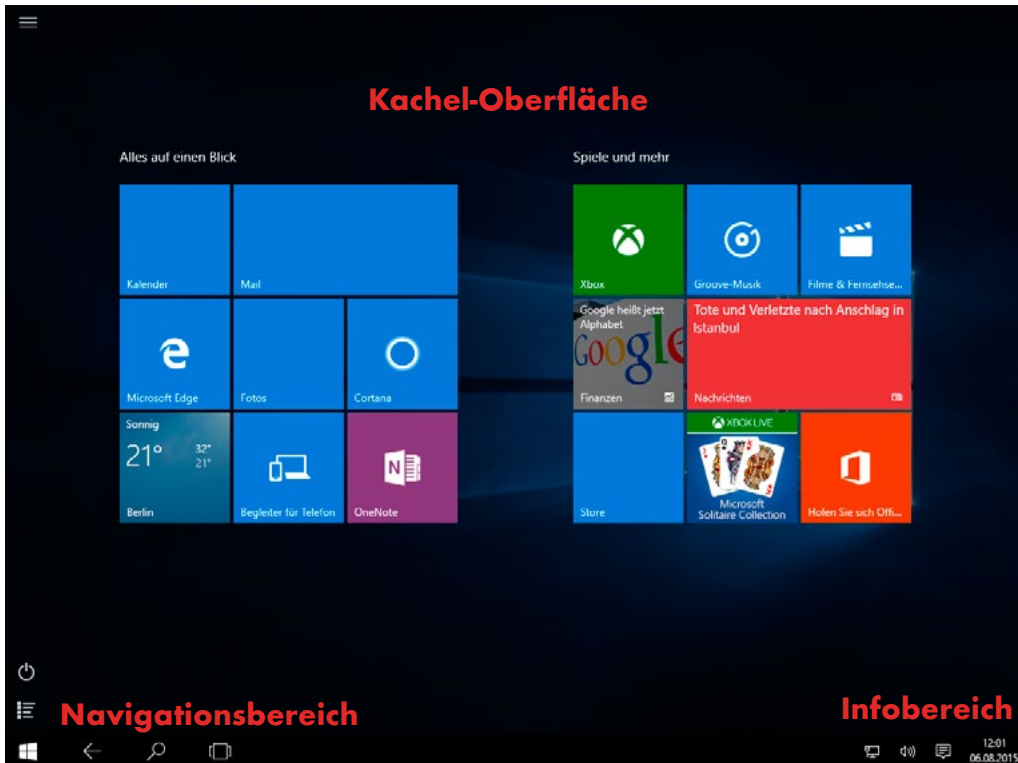 Kachel-Oberfläche
Alles auf einen Blick
Spiele und mehr
Kalender
Mail
Xbox
Groove-Musik
Filme & Fernsehse...
Microsoft Edge
Fotos
Cortana
Google heißt jetzt
Alphabet
Google
Finanzen
Tote und Verletzte nach Anschlag in
Istanbul
Nachrichten
Sonnig
21°
32°
21°
Berlin
Begleiter für Telefon
N
OneNote
Store
XBOX LIVE
Microsoft
Solitaire Collection
Holen Sie sich Offi...
Navigationsbereich
Infobereich
12:01
06.08.2015